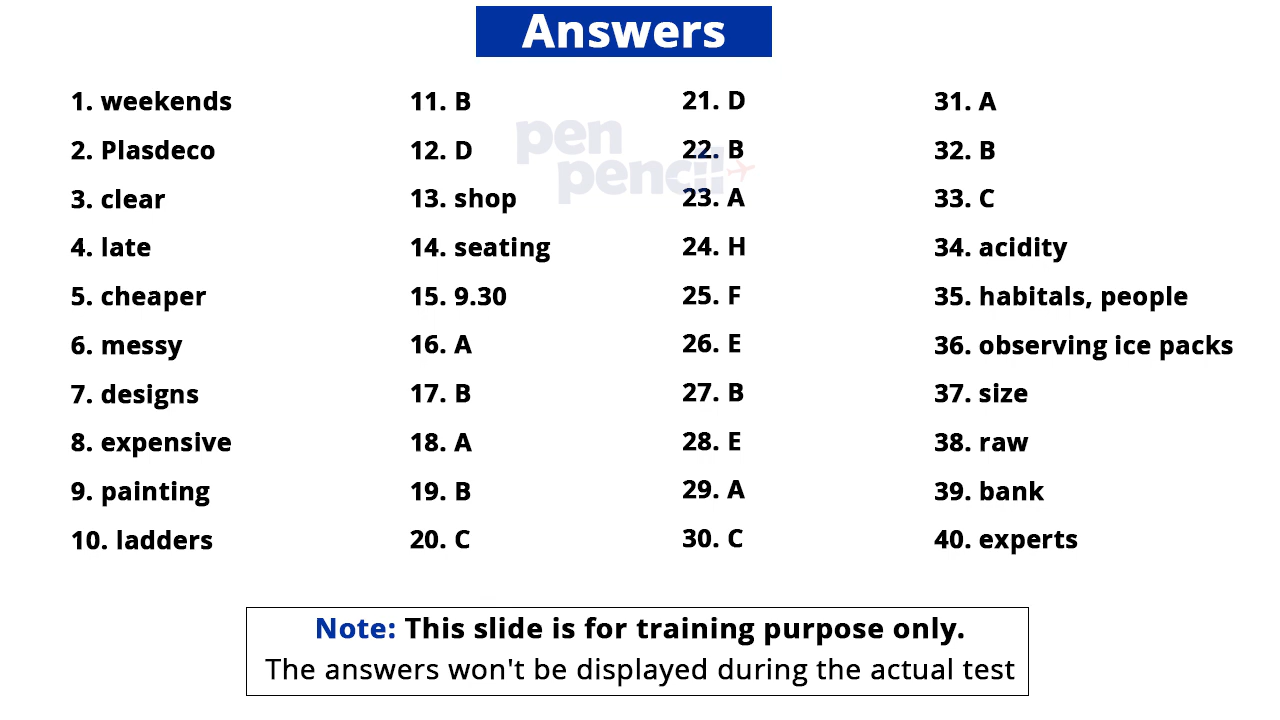 Answers
1. weekends
2. Plasdeco
3. clear
4. late
5. cheaper
6. messy
7. designs
8. expensive
9. painting
10. ladders
11. B
12. D
13. shop
14. seating
15. 9.30
16. A
17. B
18. A
19. B
20. C
pen
pencil
21. D
22. B
23. A
24. H
25. F
26. E
27. B
28. E
29. A
30. C
31. A
32. B
33. C
34. acidity
35. habitals, people
36. observing ice packs
37. size
38. raw
39. bank
40. experts
Note: This slide is for training purpose only.
The answers won't be displayed during the actual test